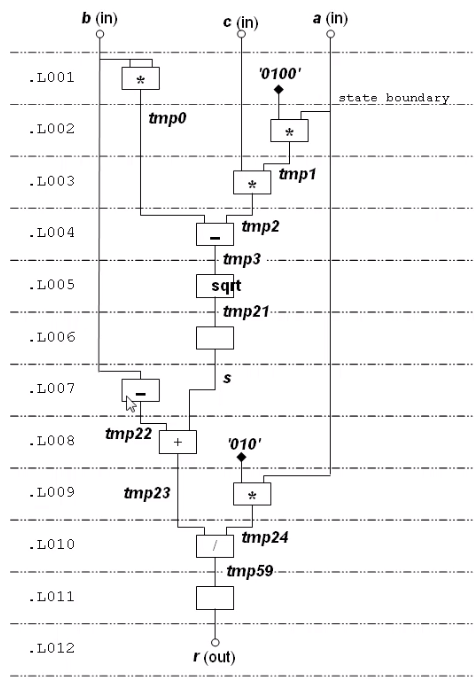 b (in)
c (in)
a (in)
.L001
*
'0100'
state boundary
tmp0
.L002
*
.L003
*
tmp1
.L004
–
tmp2
tmp3
.L005
sqrt
tmp21
.L006
s
.L007
–
tmp22
.L008
+
'010'
tmp23
.L009
*
.L010
/
tmp24
tmp59
.L011
.L012
r (out)